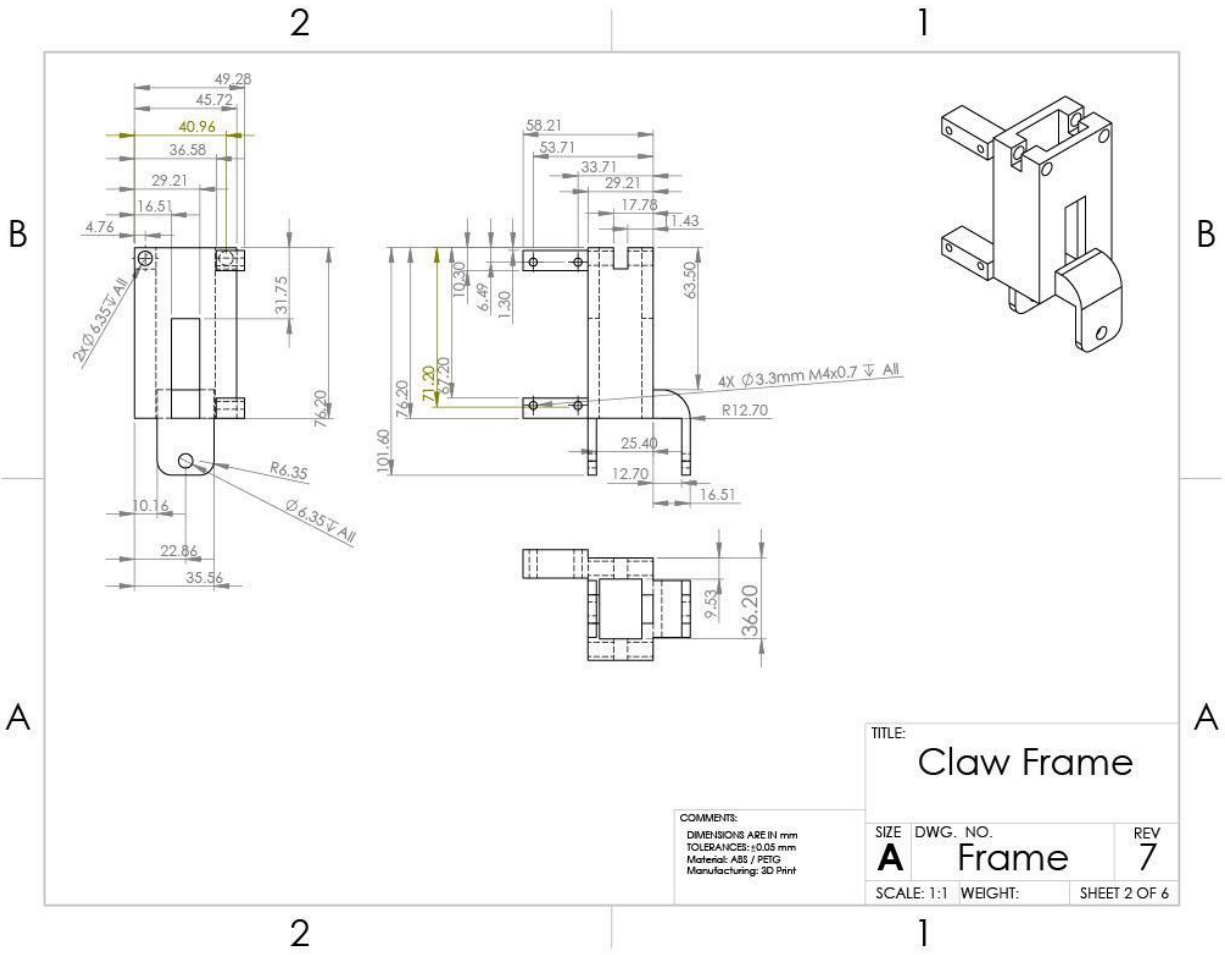 2
1
49.28
45.72
40.96
36.58
29.21
16.51
4.76
58.21
53.71
33.71
29.21
17.78
11.43
B
B
31.75
76.20
2XØ6.35↧All
10.30
6.49
1.30
63.50
71.20
67.20
76.20
101.60
4X Ø3.3mm M4x0.7 ↧ All
R12.70
25.40
12.70
16.51
R6.35
Ø6.35↧All
10.16
22.86
35.56
9.53
36.20
A
A
TITLE:
Claw Frame
COMMENTS:
DIMENSIONS ARE IN mm
TOLERANCES:±0.05 mm
Material: ABS / PETG
Manufacturing: 3D Print
SIZE DWG. NO. REV
A Frame 7
SCALE: 1:1 WEIGHT: SHEET 2 OF 6
2
1